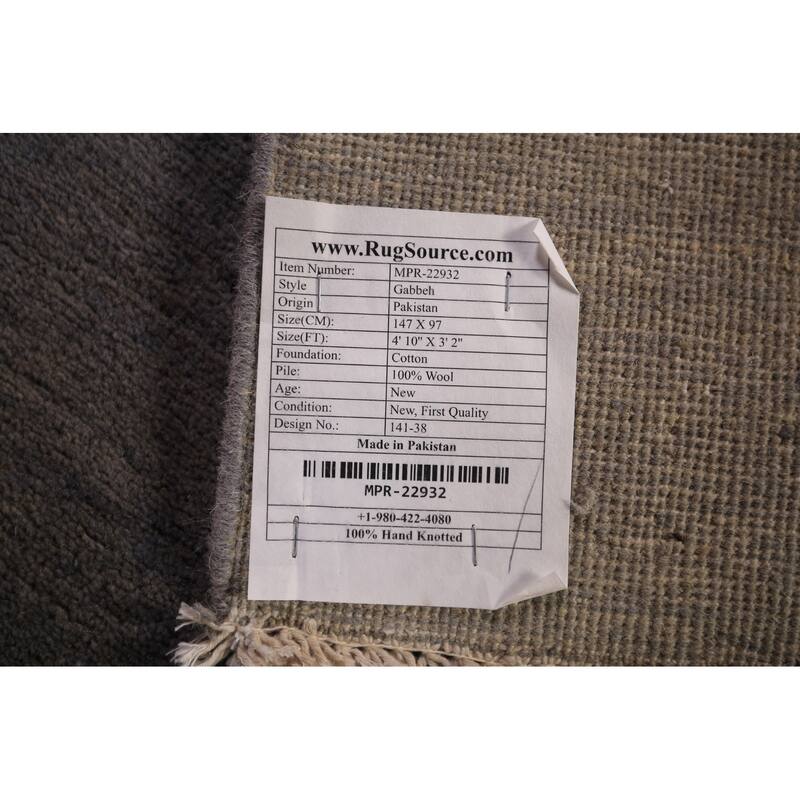 www.RugSource.com
Item Number: MPR-22932
Style Gabbeh
Origin Pakistan
Size(CM): 147 X 97
Size(FT): 4' 10" X 3' 2"
Foundation: Cotton
Pile: 100% Wool
Age: New
Condition: New, First Quality
Design No.: 141-38
Made in Pakistan
MPR-22932
+1-980-422-4080
100% Hand Knotted